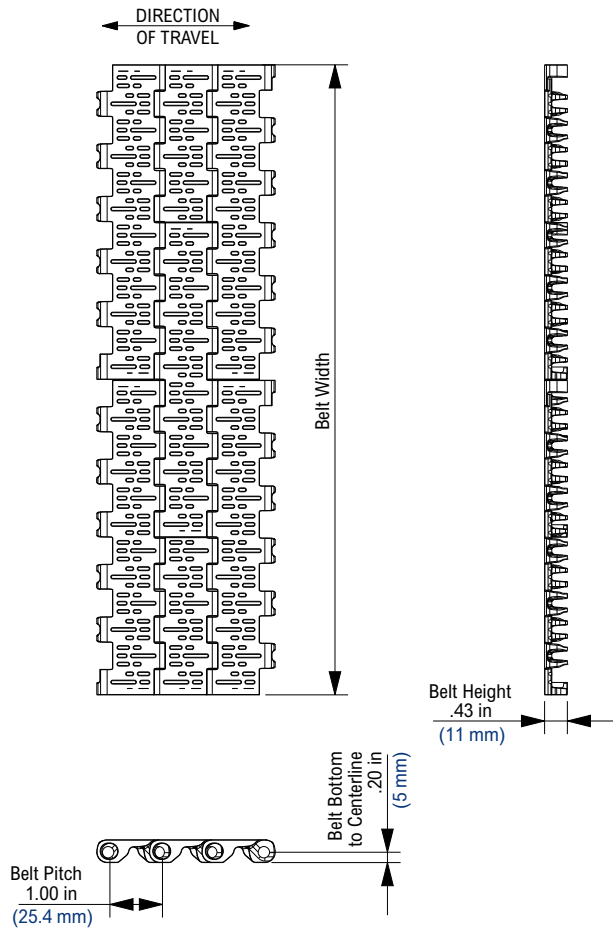 DIRECTION
OF TRAVEL
Belt Width
Belt Height
.43 in
(11 mm)
Belt Bottom
to Centerline
.20 in
(5 mm)
Belt Pitch
1.00 in
(25.4 mm)